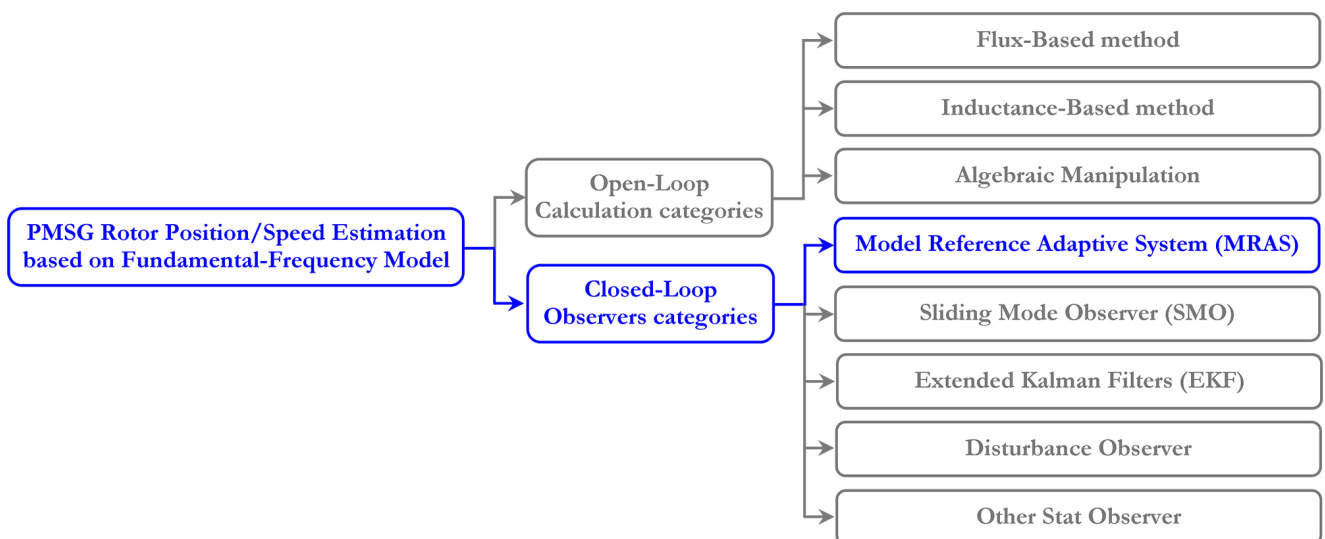 PMSG Rotor Position/Speed Estimation
based on Fundamental-Frequency Model
Open-Loop
Calculation categories
Closed-Loop
Observers categories
Flux-Based method
Inductance-Based method
Algebraic Manipulation
Model Reference Adaptive System (MRAS)
Sliding Mode Observer (SMO)
Extended Kalman Filters (EKF)
Disturbance Observer
Other Stat Observer